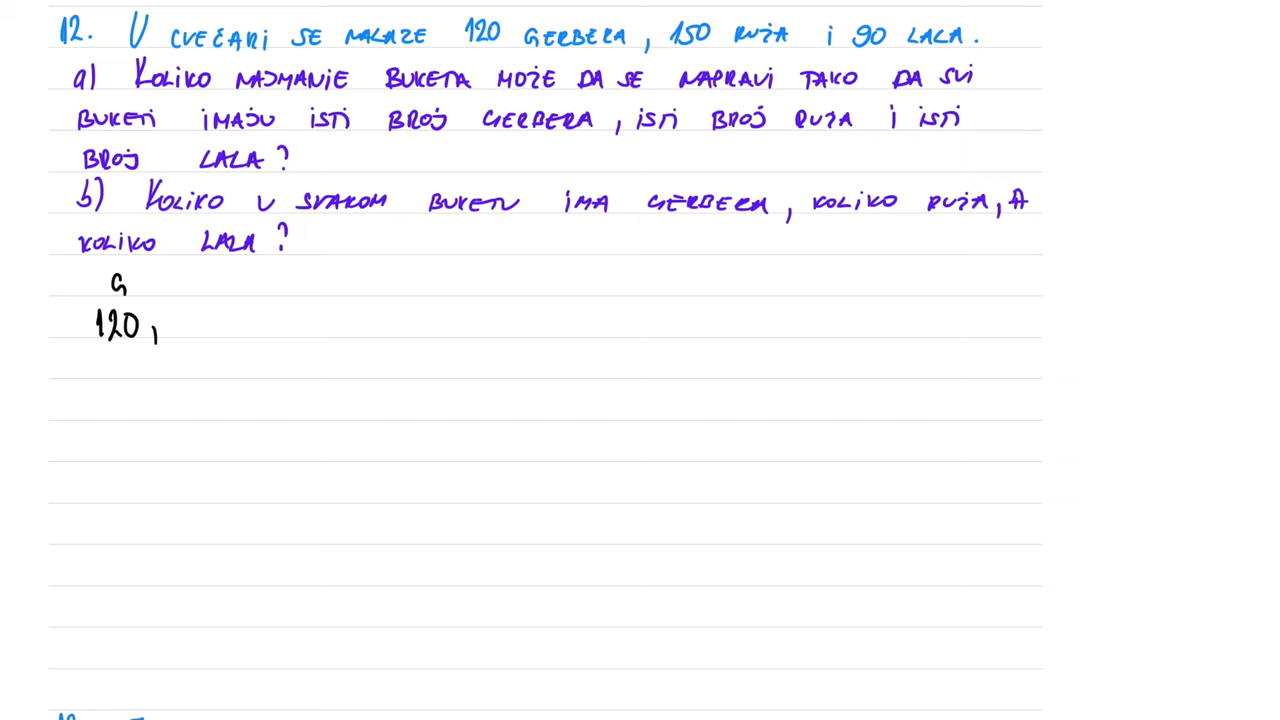 12. U CVEĆARI SE NALAZE 120 GERBERA, 150 RUŽA I 90 LALA.
a) KOLIKO NAJMANJE BUKETA MOŽE DA SE NAPRAVI TAKO DA SVI
BUKETI IMAJU ISTI BROJ GERBERA, ISTI BROJ RUŽA I ISTI
BROJ LALA?
b) KOLIKO U SVAKOM BUKETU IMA GERBERA, KOLIKO RUŽA, A
KOLIKO LALA?
G
120,